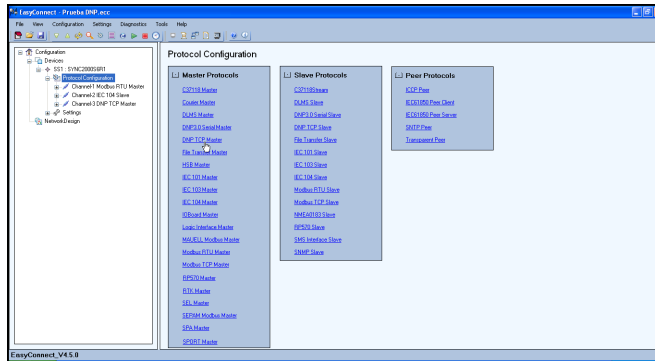 EasyConnect - Prueba DNP.ecc
File View Configuration Settings Diagnostics Tools Help
Configuration
Devices
SS1 : SYNC2000S6R1
Protocol Configuration
Channel-1 Modbus RTU Master
Channel-2 IEC 104 Slave
Channel-3 DNP TCP Master
Settings
Network Design
Protocol Configuration
Master Protocols
C37118 Master
Courier Master
DLMS Master
DNP3.0 Serial Master
DNP TCP Master
File Transfer Master
HSB Master
IEC 101 Master
IEC 103 Master
IEC 104 Master
IOBoard Master
Logic Interface Master
MAUELL Modbus Master
Modbus RTU Master
Modbus TCP Master
RP570 Master
RTK Master
SEL Master
SEPAM Modbus Master
SPA Master
SPORT Master
Slave Protocols
C37118Stream
DLMS Slave
DNP3.0 Serial Slave
DNP TCP Slave
File Transfer Slave
IEC 101 Slave
IEC 103 Slave
IEC 104 Slave
Modbus RTU Slave
Modbus TCP Slave
NMEA0183 Slave
RP570 Slave
SMS Interface Slave
SNMP Slave
Peer Protocols
ICCP Peer
IEC61850 Peer Client
IEC61850 Peer Server
SNTP Peer
Transparent Peer
EasyConnect_V4.5.0